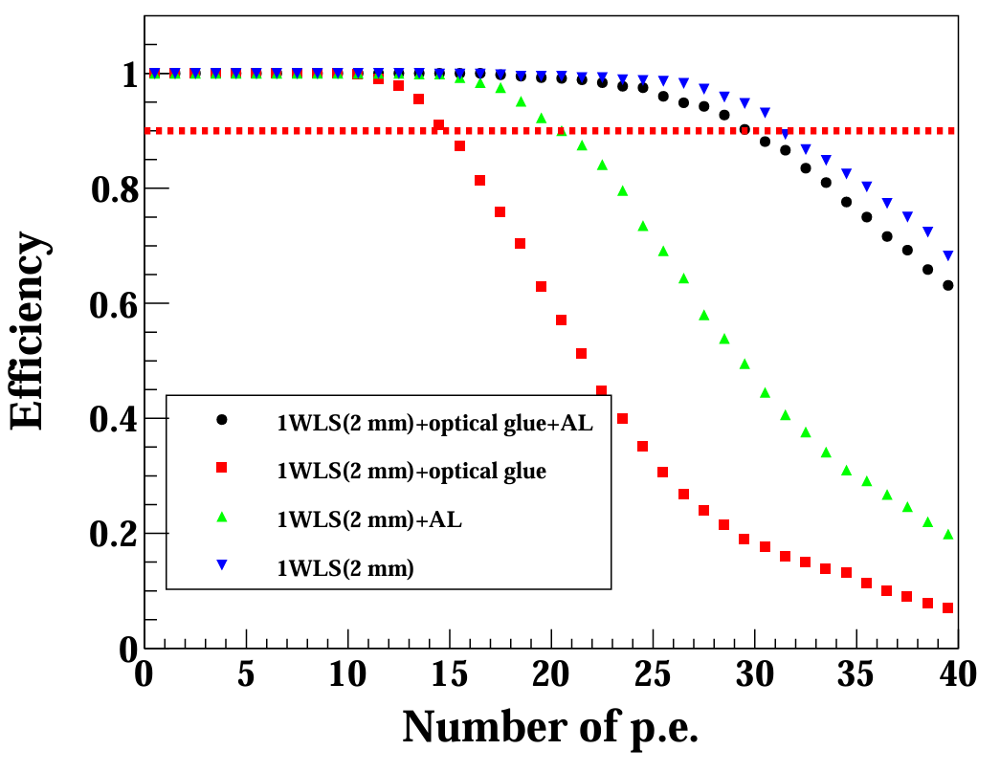 Efficiency
1
0.8
0.6
0.4
0.2
0
1WLS(2 mm)+optical glue+AL
1WLS(2 mm)+optical glue
1WLS(2 mm)+AL
1WLS(2 mm)
0 5 10 15 20 25 30 35 40
Number of p.e.